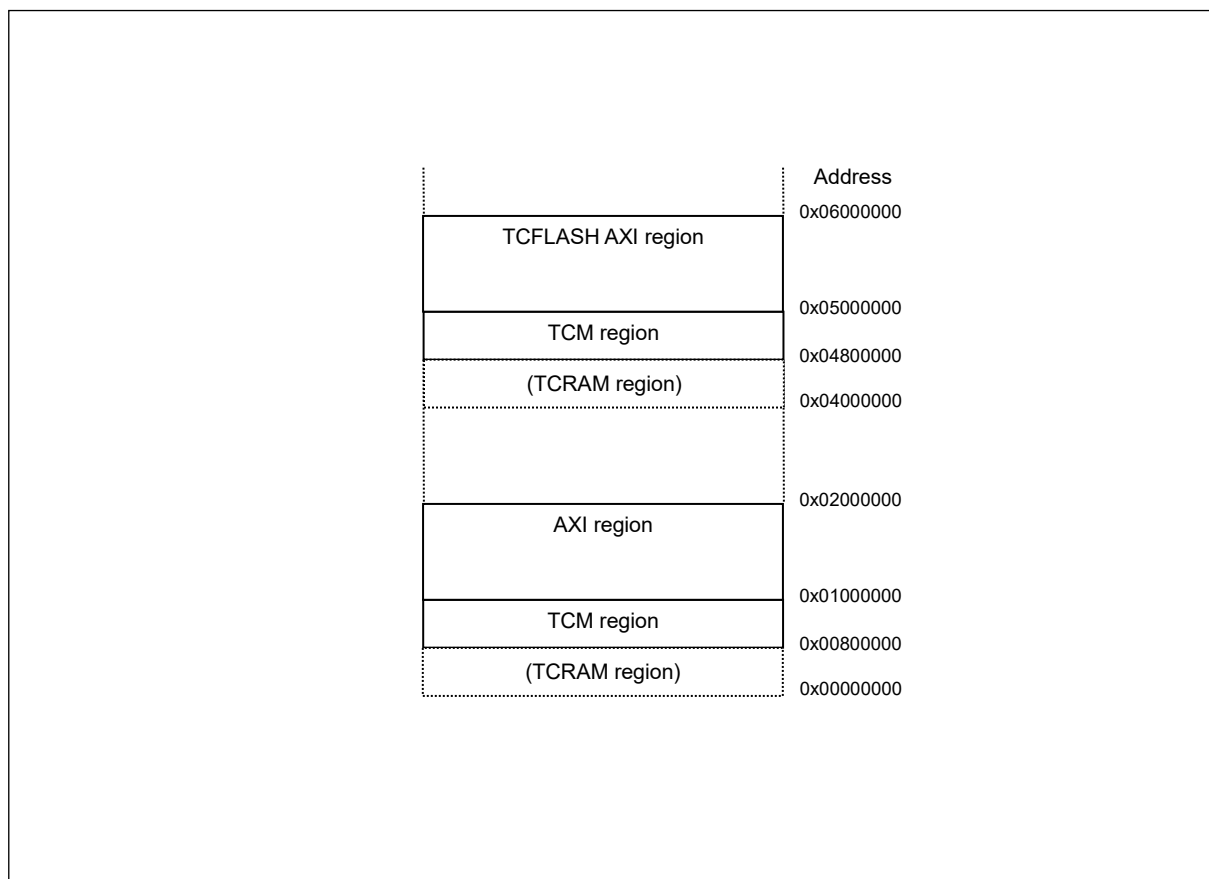 Address
0x06000000
TCFLASH AXI region
0x05000000
TCM region
0x04800000
(TCRAM region)
0x04000000
0x02000000
AXI region
0x01000000
TCM region
0x00800000
(TCRAM region)
0x00000000